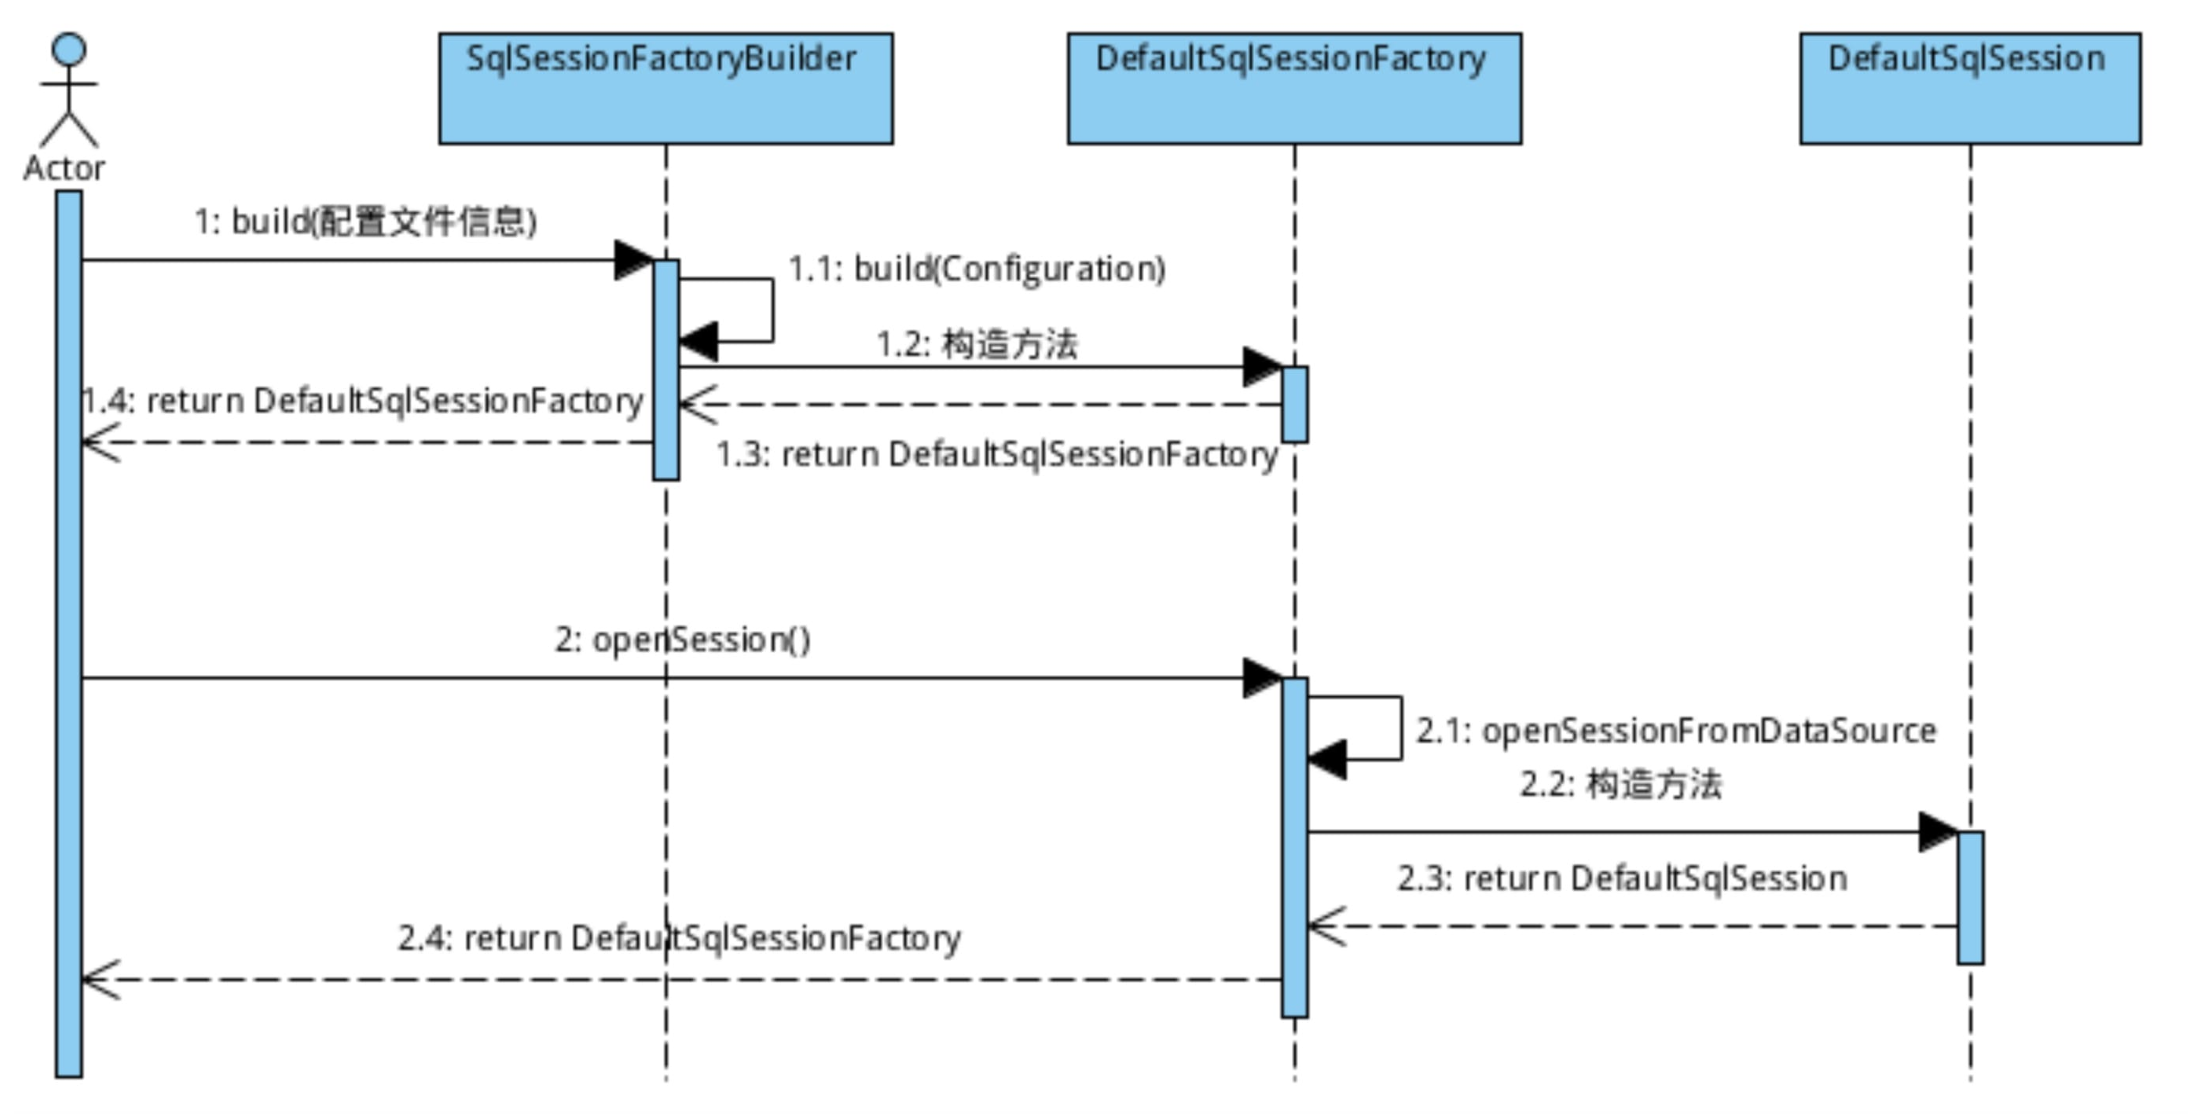 SqlSessionFactoryBuilder
DefaultSqlSessionFactory
DefaultSqlSession
Actor
1: build(配置文件信息)
1.1: build(Configuration)
1.2: 构造方法
1.4: return DefaultSqlSessionFactory
1.3: return DefaultSqlSessionFactory
2: openSession()
2.1: openSessionFromDataSource
2.2: 构造方法
2.3: return DefaultSqlSession
2.4: return DefaultSqlSessionFactory